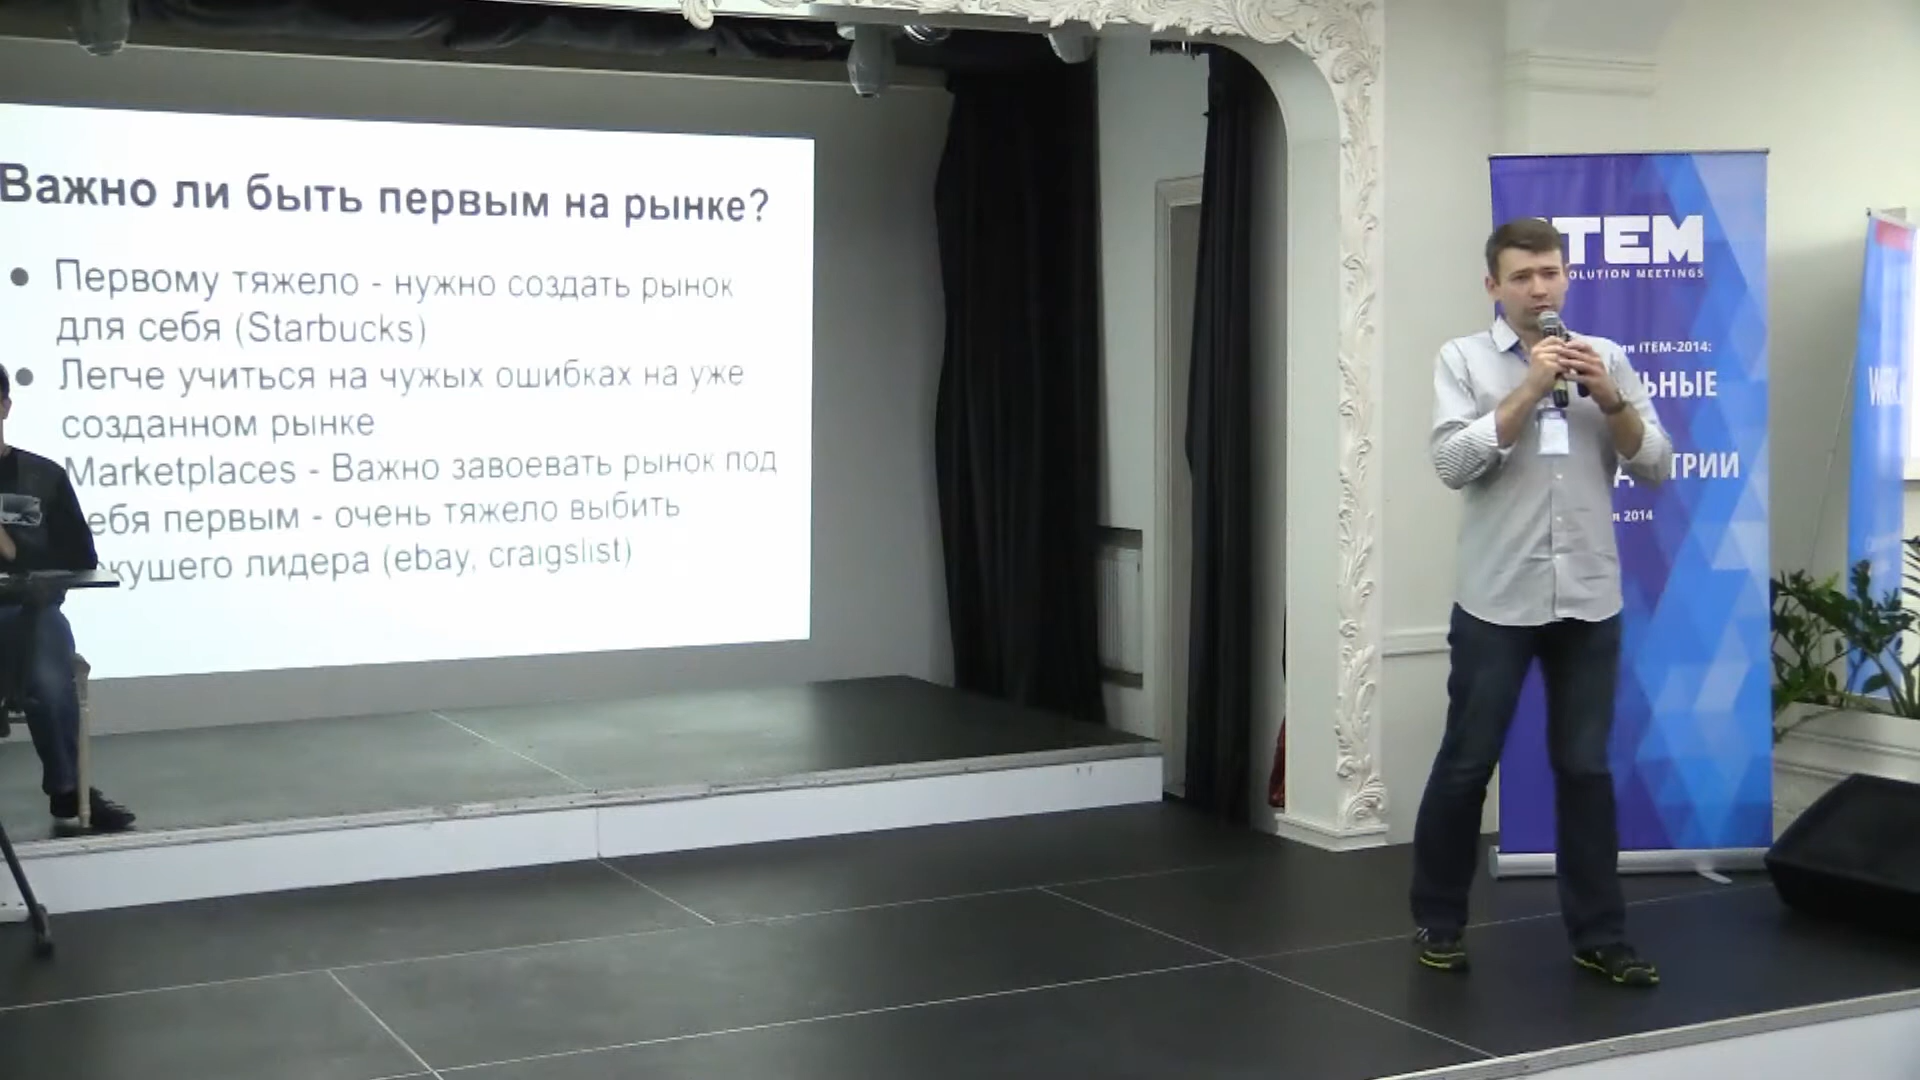 Важно ли быть первым на рынке?
● Первому тяжело - нужно создать рынок
для себя (Starbucks)
● Легче учиться на чужых ошибках на уже
созданном рынке
Marketplaces - Важно завоевать рынок под
ебя первым - очень тяжело выбить
кушего лидера (ebay, craigslist)
TEM
OLUTION MEETINGS
ITEM-2014:
ЬНЫЕ
ТРИИ
2014